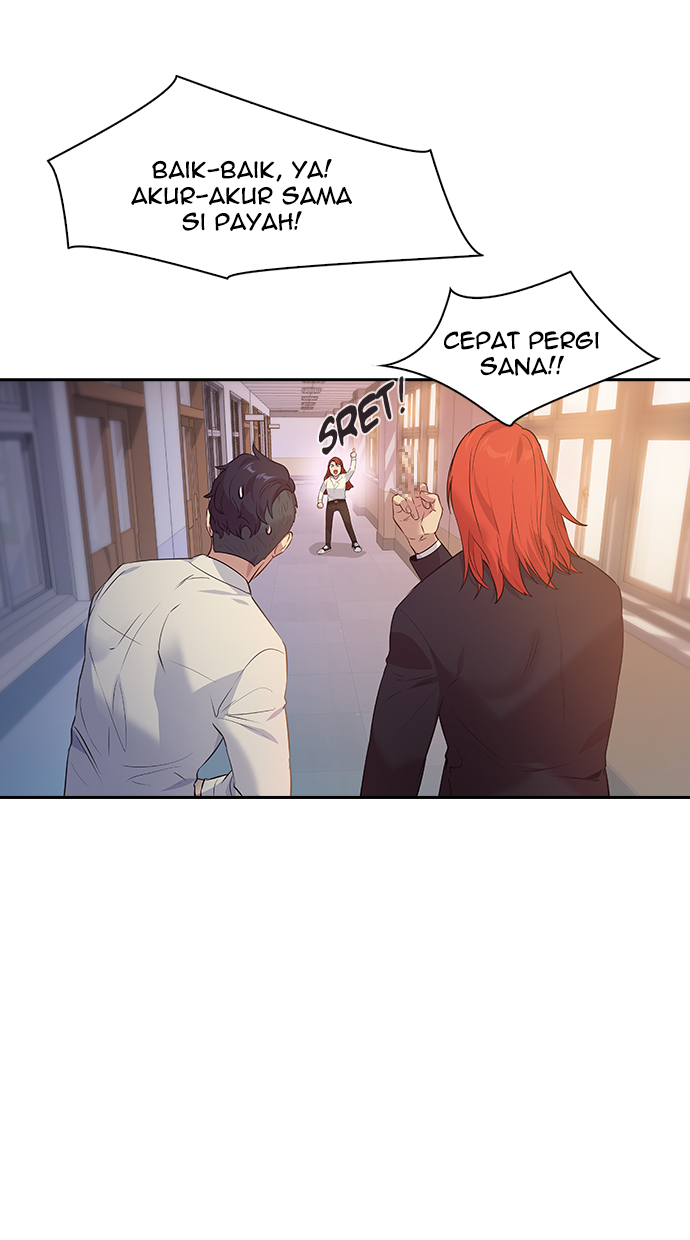 BAIK-BAIK, YA!
AKUR-AKUR SAMA
SI PAYAH!
CEPAT PERGI
SANA!!
SRET!